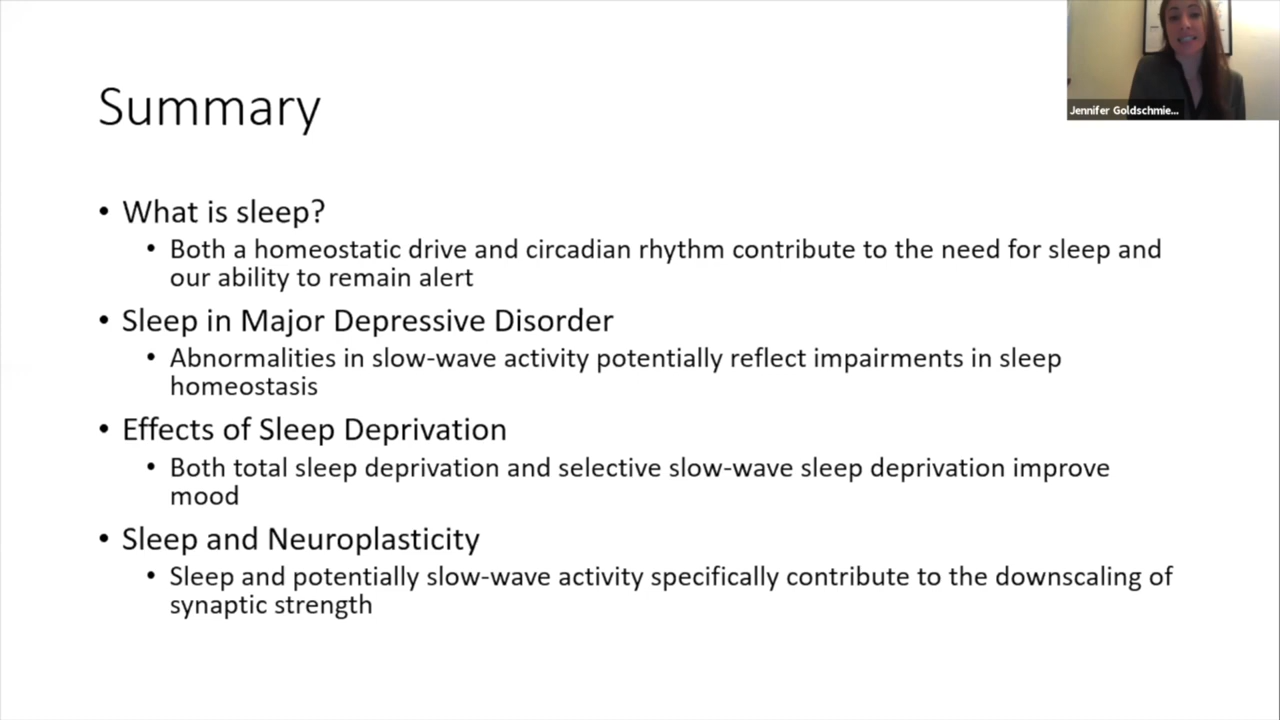 Summary
Jennifer Goldschmie...
• What is sleep?
• Both a homeostatic drive and circadian rhythm contribute to the need for sleep and
our ability to remain alert
• Sleep in Major Depressive Disorder
• Abnormalities in slow-wave activity potentially reflect impairments in sleep
homeostasis
• Effects of Sleep Deprivation
• Both total sleep deprivation and selective slow-wave sleep deprivation improve
mood
• Sleep and Neuroplasticity
• Sleep and potentially slow-wave activity specifically contribute to the downscaling of
synaptic strength